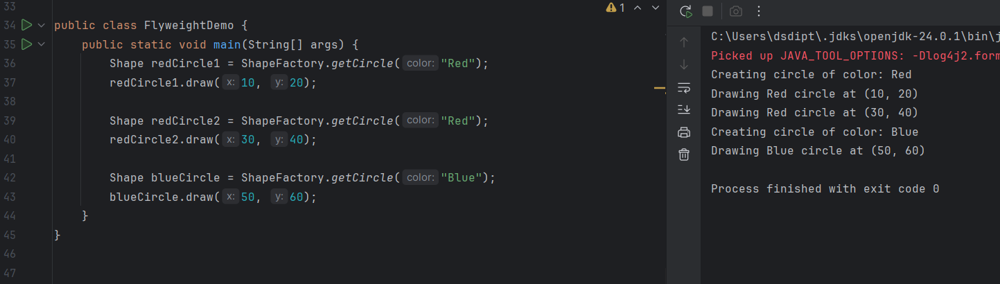 33
34 public class FlyweightDemo {
35 public static void main(String[] args) {
36 Shape redCircle1 = ShapeFactory.getCircle( color: "Red");
37 redCircle1.draw( x: 10, y: 20);
38
39 Shape redCircle2 = ShapeFactory.getCircle( color: "Red");
40 redCircle2.draw( x: 30, y: 40);
41
42 Shape blueCircle = ShapeFactory.getCircle( color: "Blue");
43 blueCircle.draw( x: 50, y: 60);
44 }
45 }
46
47
1
C:\Users\dsdipt\.jdks\openjdk-24.0.1\bin\j
Picked up JAVA_TOOL_OPTIONS: -Dlog4j2.form
Creating circle of color: Red
Drawing Red circle at (10, 20)
Drawing Red circle at (30, 40)
Creating circle of color: Blue
Drawing Blue circle at (50, 60)
Process finished with exit code 0